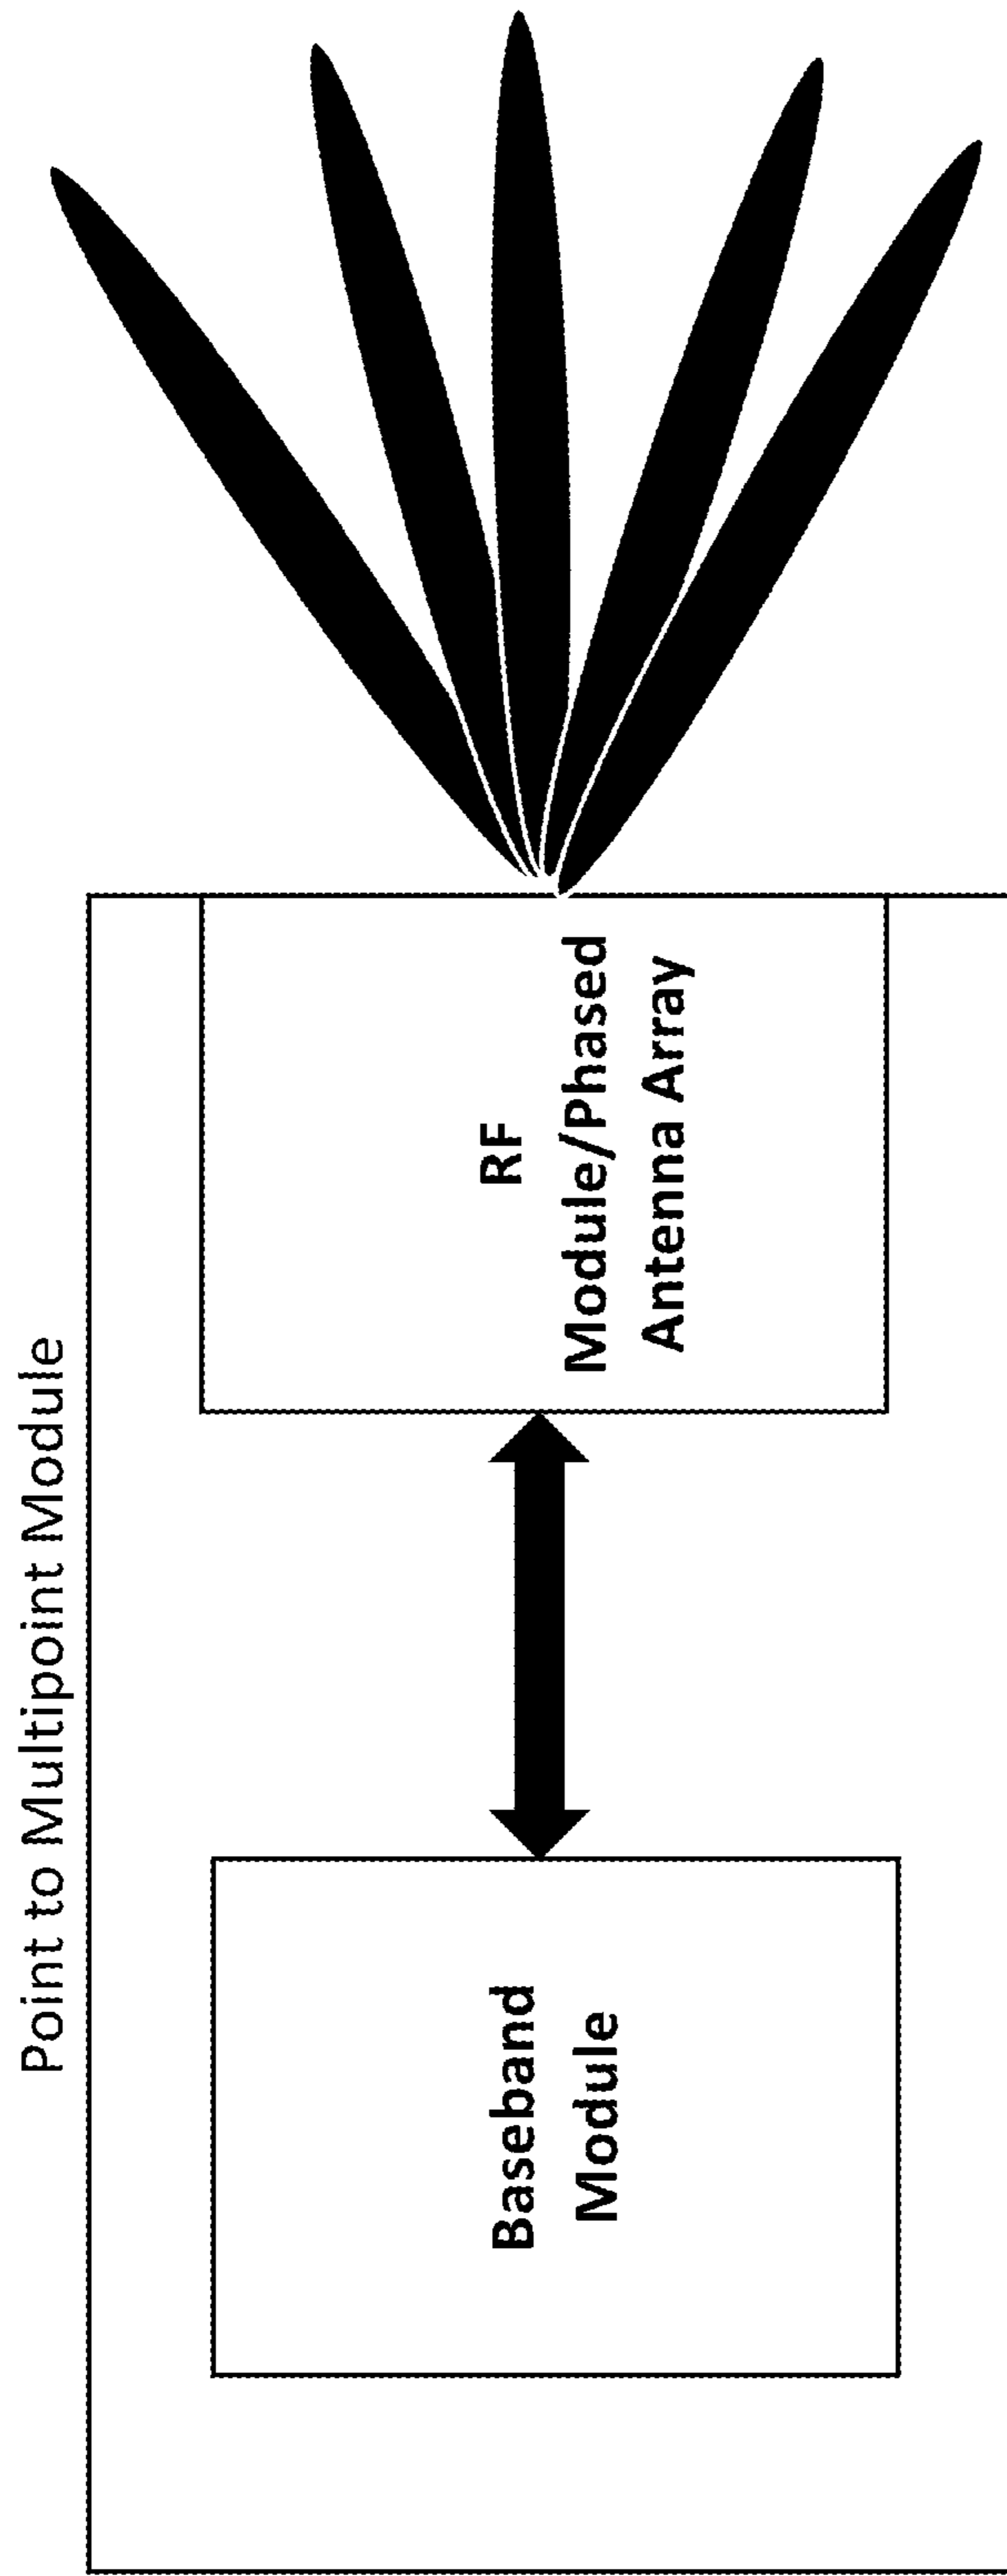 Point to Multipoint Module
Baseband
Module
RF
Module/Phased
Antenna Array